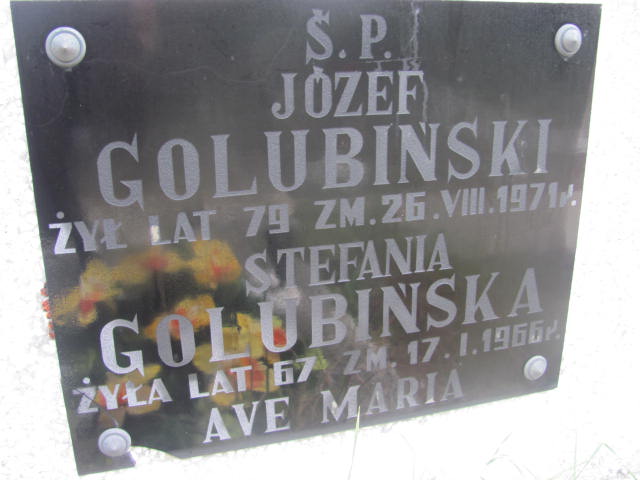 Ś.P.
JÓZEF
GOLUBIŃSKI
ŻYŁ LAT 79 ZM. 26. VIII. 1971 r.
STEFANIA
GOLUBIŃSKA
ŻYŁA LAT 67 ZM. 17. I. 1966 r.
AVE MARIA